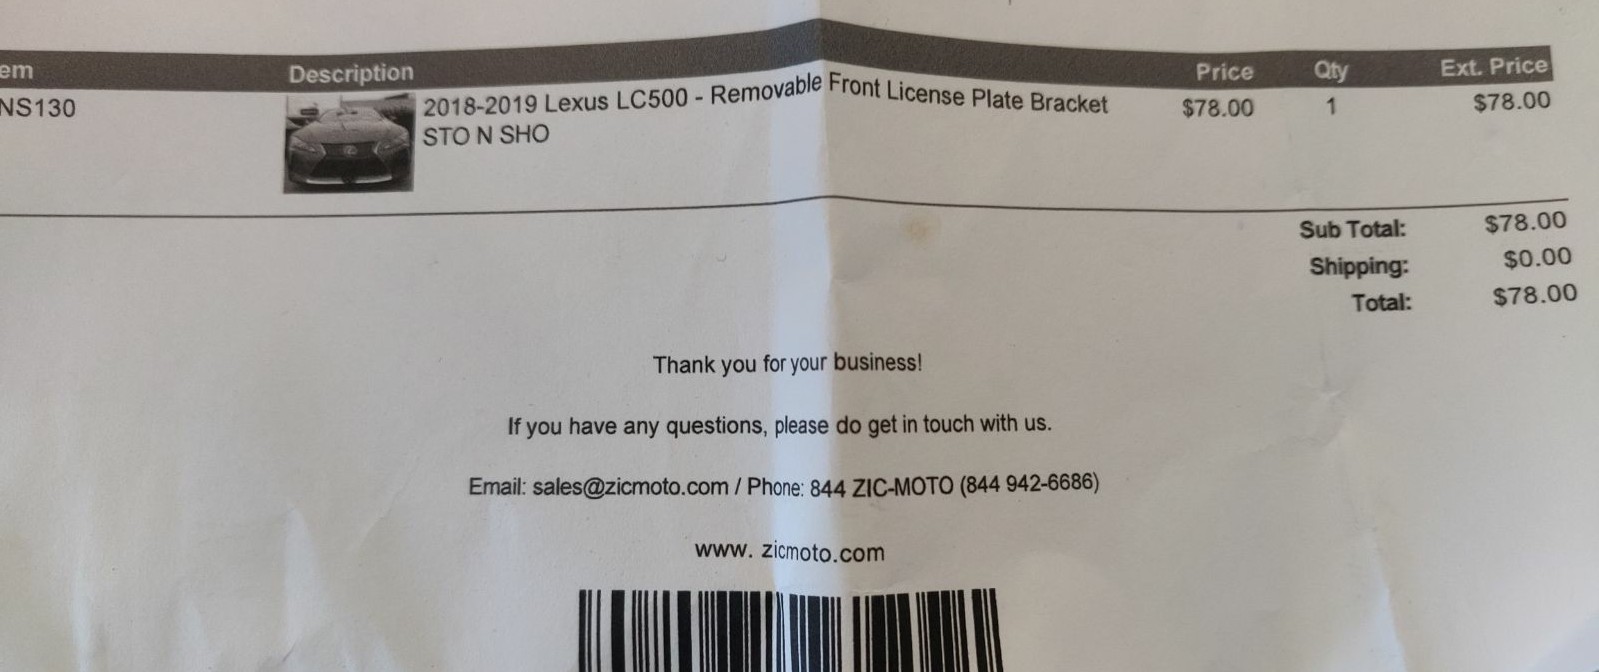 em Description Price Qty Ext. Price
NS130 2018-2019 Lexus LC500 - Removable Front License Plate Bracket $78.00 1 $78.00
STO N SHO
Sub Total: $78.00
Shipping: $0.00
Total: $78.00
Thank you for your business!
If you have any questions, please do get in touch with us.
Email: sales@zicmoto.com / Phone: 844 ZIC-MOTO (844 942-6686)
www. zicmoto.com